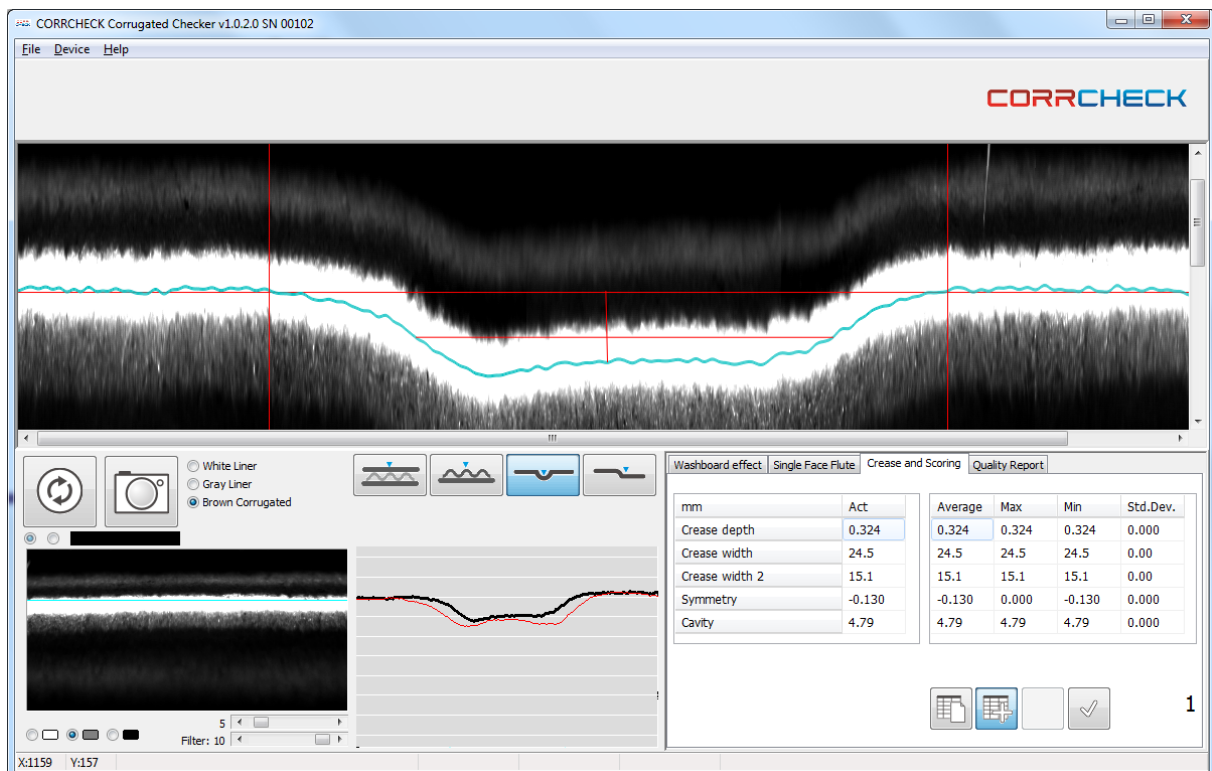 CORRCHECK Corrugated Checker v1.0.2.0 SN 00102
File Device Help
CORRCHECK
White Liner
Gray Liner
Brown Corrugated
5
Filter: 10
Washboard effect Single Face Flute Crease and Scoring Quality Report
mm Act Average Max Min Std.Dev.
Crease depth 0.324 0.324 0.324 0.324 0.000
Crease width 24.5 24.5 24.5 24.5 0.00
Crease width 2 15.1 15.1 15.1 15.1 0.00
Symmetry -0.130 -0.130 0.000 -0.130 0.000
Cavity 4.79 4.79 4.79 4.79 0.000
1
X:1159 Y:157